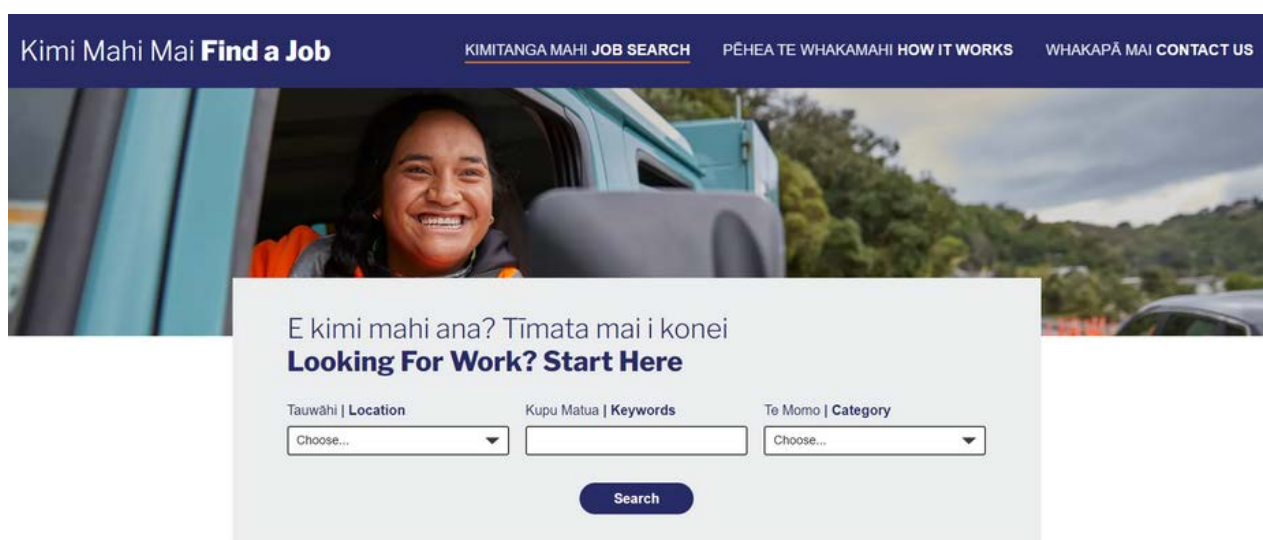 Kimi Mahi Mai Find a Job
KIMITANGA MAHI JOB SEARCH
PĒHEA TE WHAKAMAHI HOW IT WORKS
WHAKAPĀ MAI CONTACT US
E kimi mahi ana? Tīmata mai i konei
Looking For Work? Start Here
Tauwāhi | Location
Kupu Matua | Keywords
Te Momo | Category
Choose...
Choose...
Search